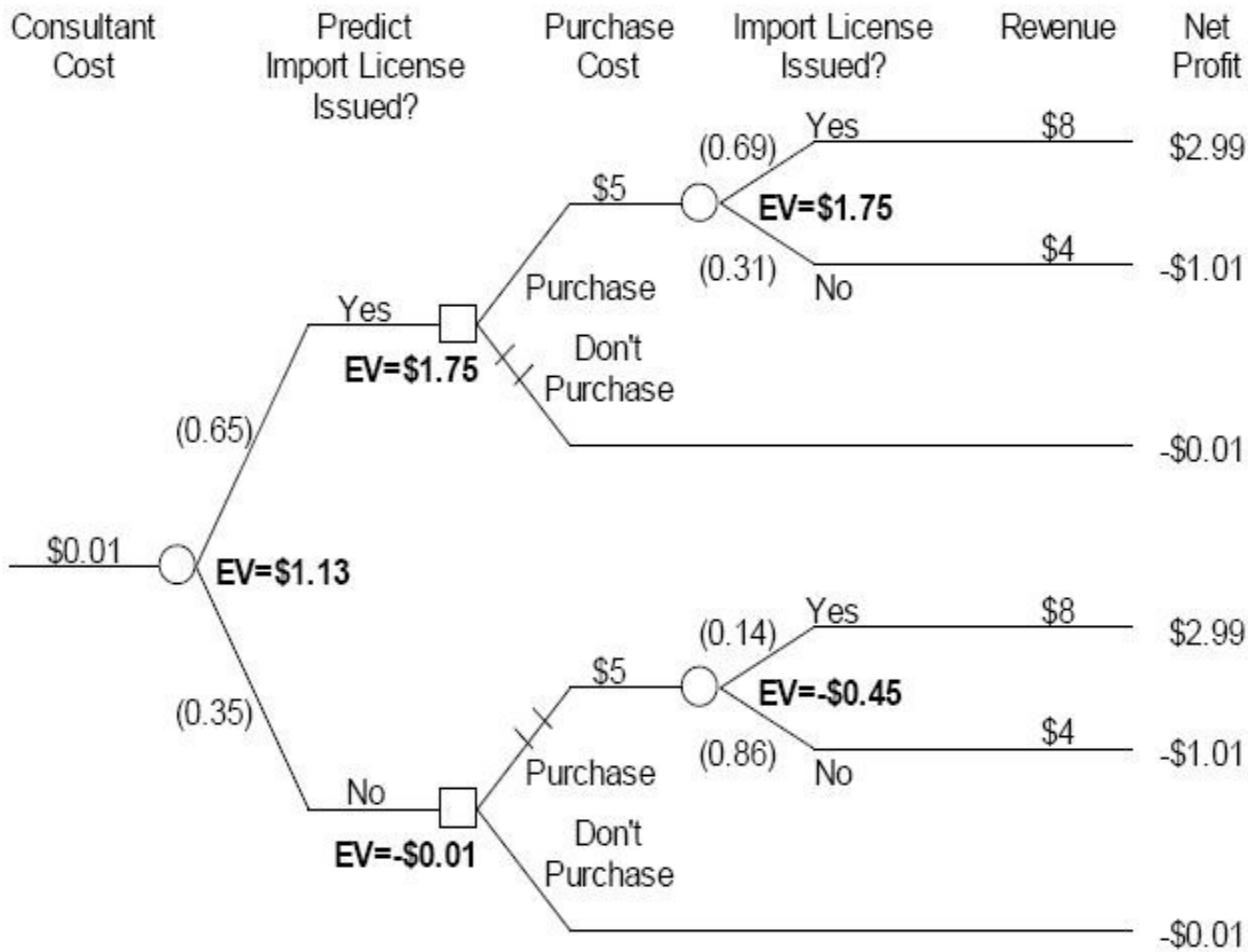 Consultant Cost
Predict Import License Issued?
Purchase Cost
Import License Issued?
Revenue
Net Profit
(0.69)
Yes
$8
$2.99
$5
EV=$1.75
(0.31)
No
$4
-$1.01
Purchase
Yes
EV=$1.75
Don't Purchase
-$0.01
(0.65)
$0.01
EV=$1.13
(0.14)
Yes
$8
$2.99
$5
EV=-$0.45
(0.35)
(0.86)
No
$4
-$1.01
Purchase
No
EV=-$0.01
Don't Purchase
-$0.01